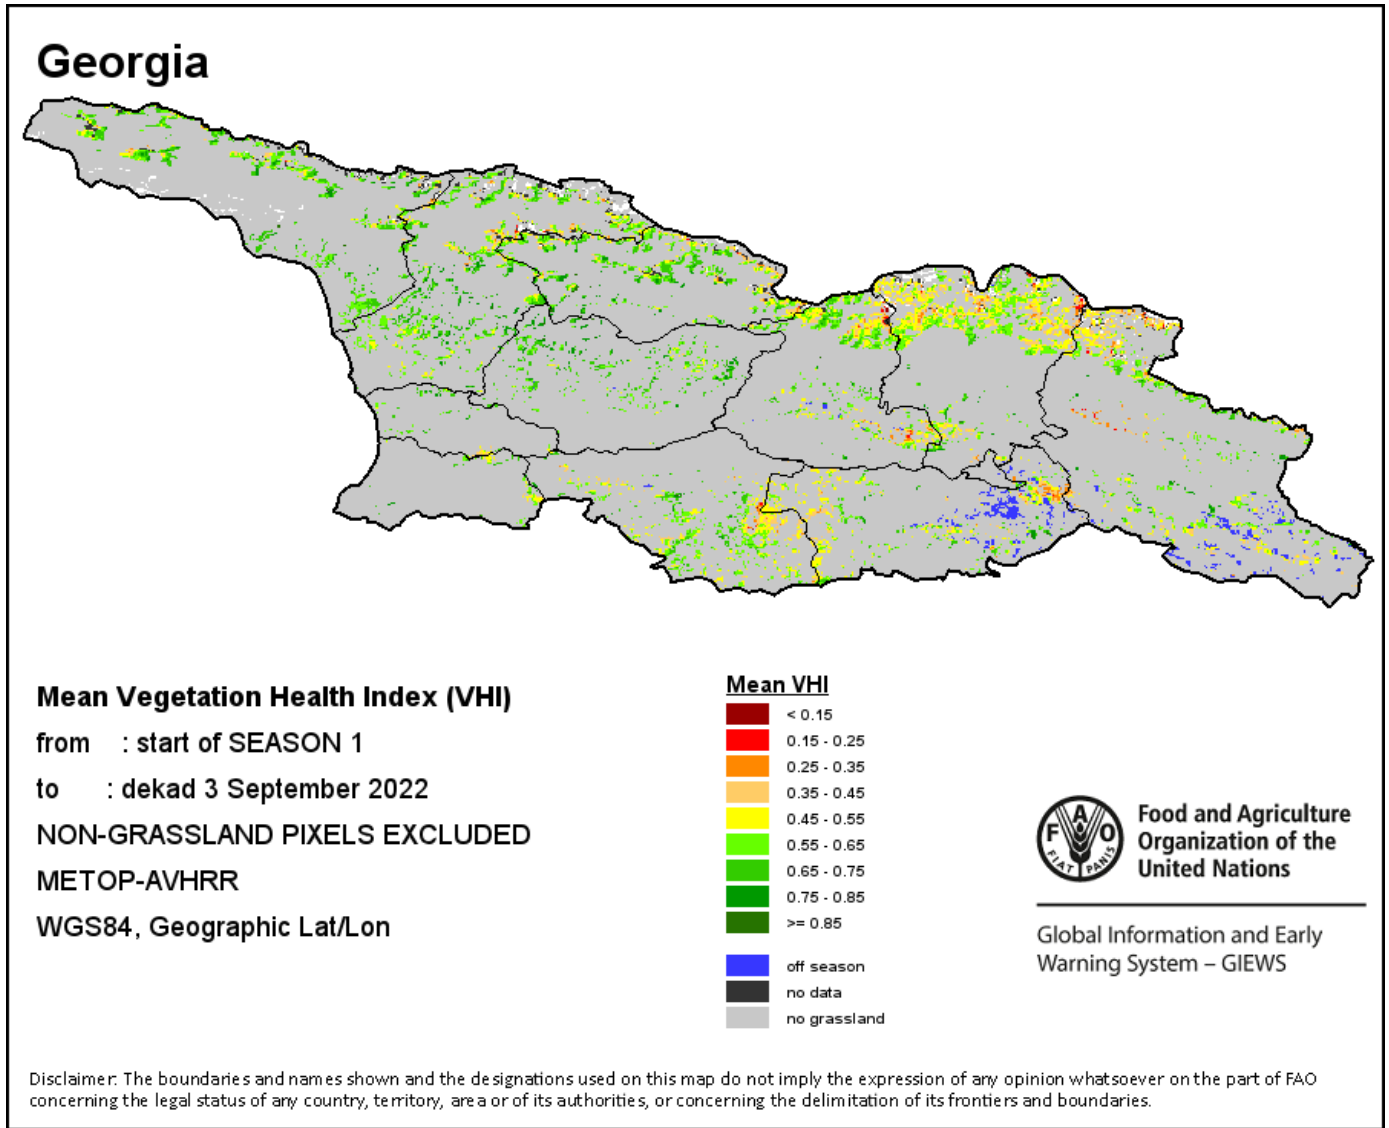 Georgia
Mean Vegetation Health Index (VHI)
from : start of SEASON 1
to : dekad 3 September 2022
NON-GRASSLAND PIXELS EXCLUDED
METOP-AVHRR
WGS84, Geographic Lat/Lon
Mean VHI
< 0.15
0.15 - 0.25
0.25 - 0.35
0.35 - 0.45
0.45 - 0.55
0.55 - 0.65
0.65 - 0.75
0.75 - 0.85
>= 0.85
off season
no data
no grassland
F A O
FIAT PANIS
Food and Agriculture
Organization of the
United Nations
Global Information and Early
Warning System – GIEWS
Disclaimer: The boundaries and names shown and the designations used on this map do not imply the expression of any opinion whatsoever on the part of FAO
concerning the legal status of any country, territory, area or of its authorities, or concerning the delimitation of its frontiers and boundaries.